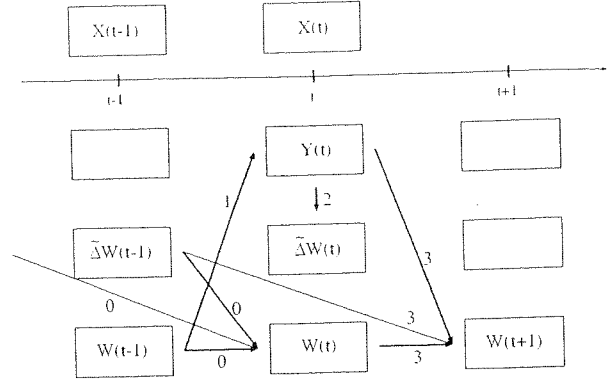 X(t-1) X(t)
t-1 t t+1
Y(t)
1 2
Δ̃W(t-1) Δ̃W(t) 3
0 0 3
W(t-1) 0 W(t) 3 W(t+1)